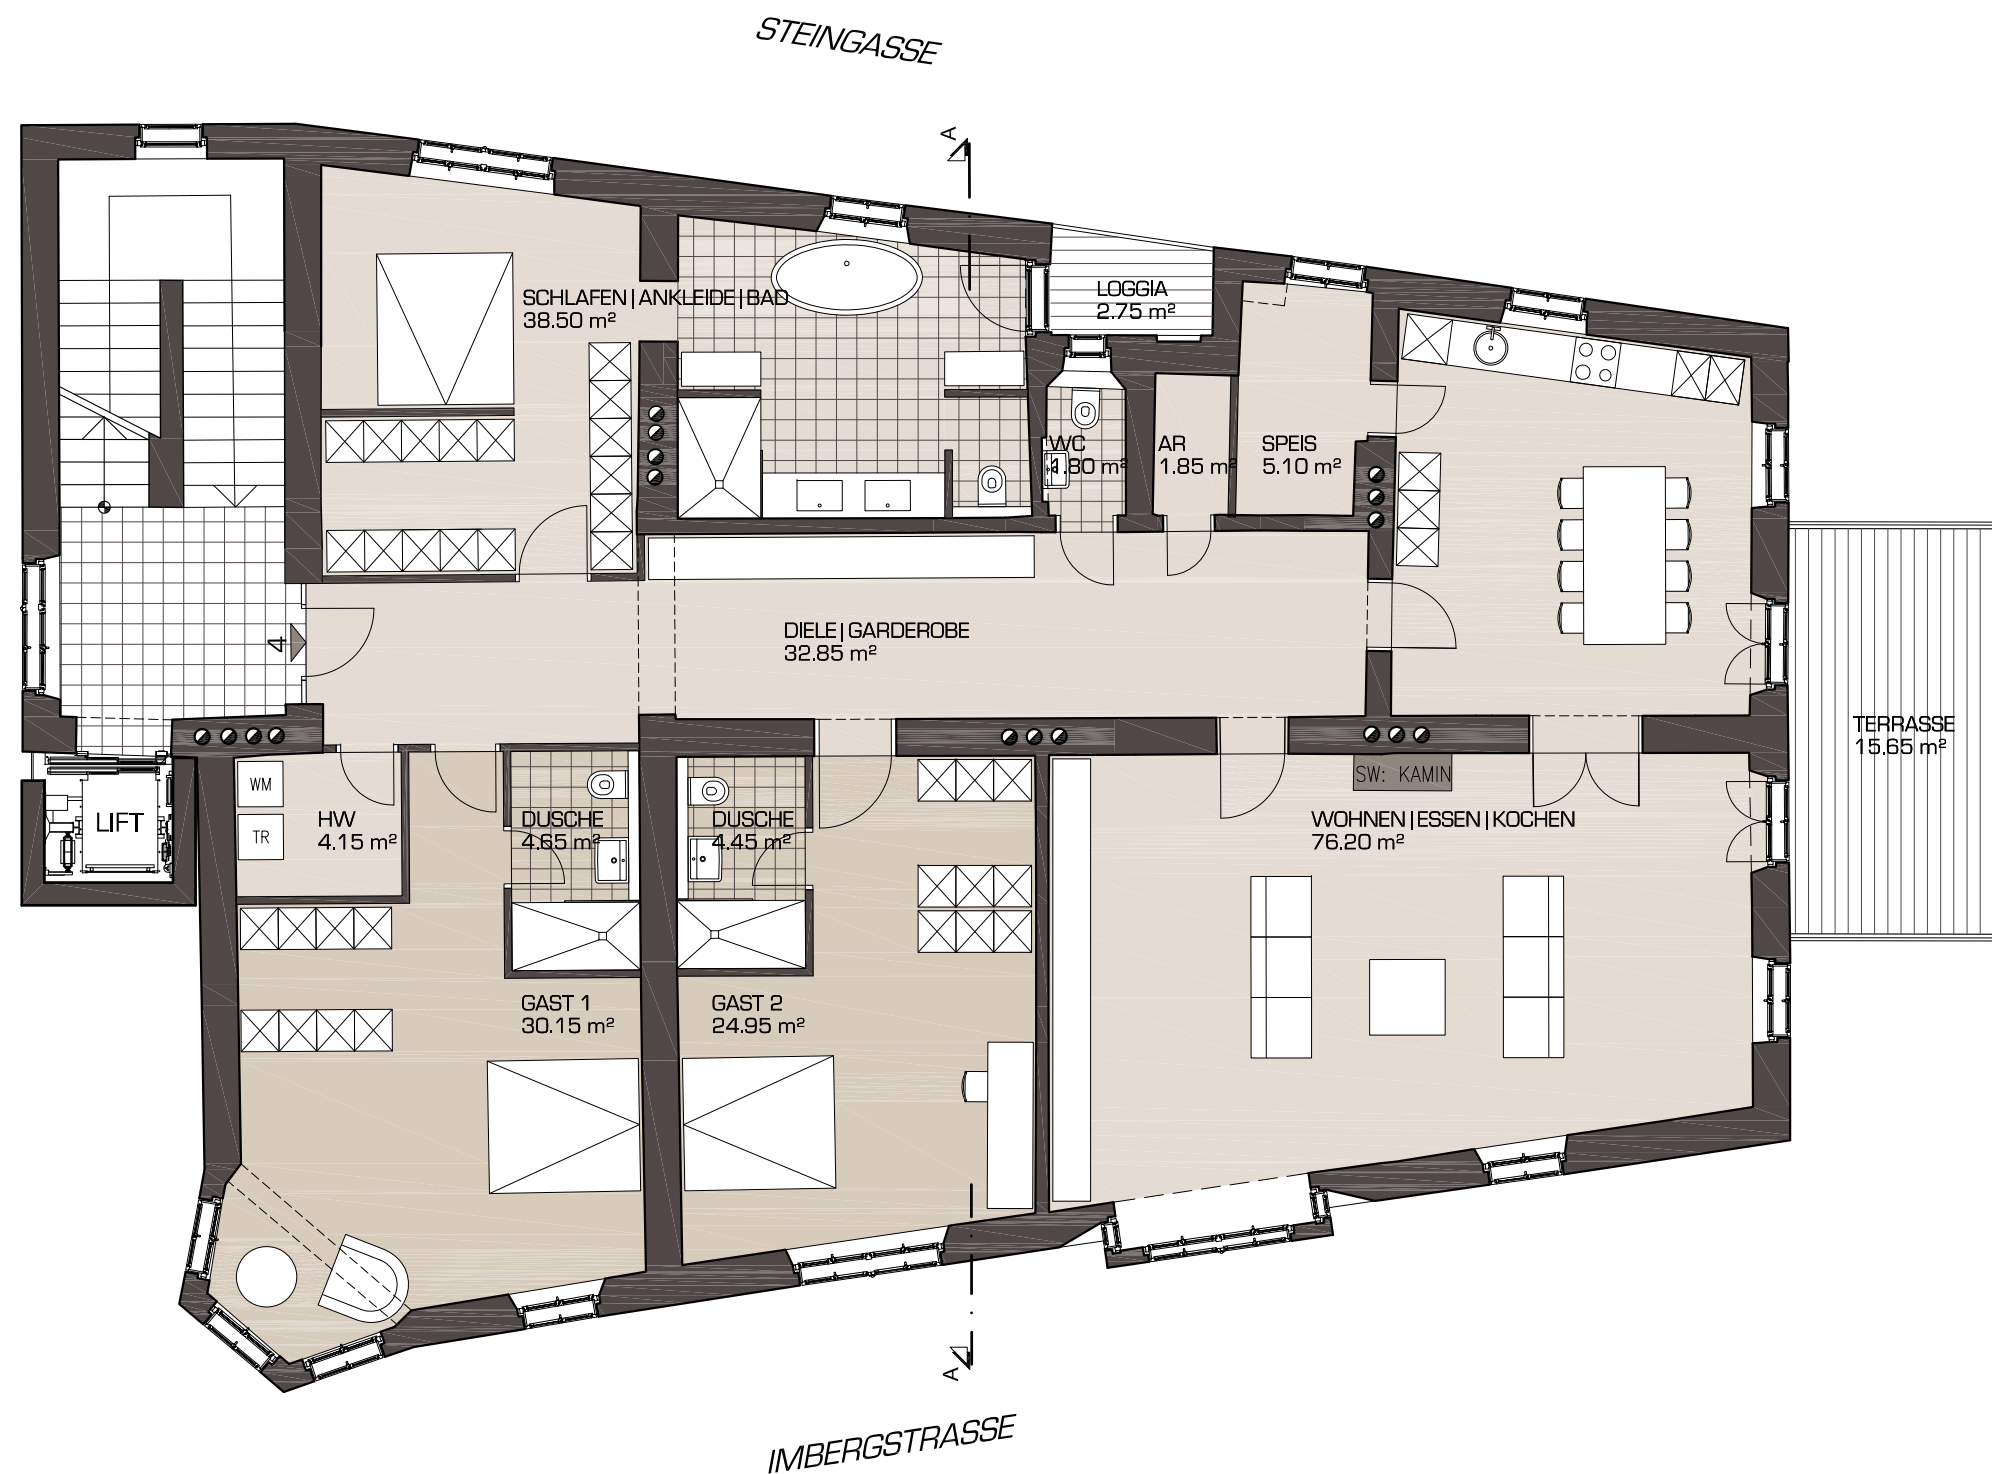 STEINGASSE
A
SCHLAFEN|ANKLEIDE|BAD
38.50 m²
LOGGIA
2.75 m²
WC
1.80 m²
AR
1.85 m²
SPEIS
5.10 m²
4
DIELE|GARDEROBE
32.85 m²
TERRASSE
15.65 m²
LIFT
WM
TR
HW
4.15 m²
DUSCHE
4.65 m²
DUSCHE
4.45 m²
SW: KAMIN
WOHNEN|ESSEN|KOCHEN
76.20 m²
GAST 1
30.15 m²
GAST 2
24.95 m²
A
IMBERGSTRASSE